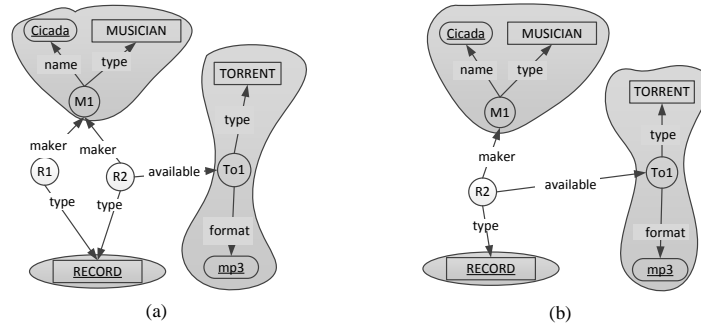 Cicada MUSICIAN
name type
M1
TORRENT
type
maker maker
R1 R2 available To1
type type
format
RECORD mp3
(a)
Cicada MUSICIAN
name type
M1
TORRENT
type
maker
R2 available To1
type
format
RECORD mp3
(b)